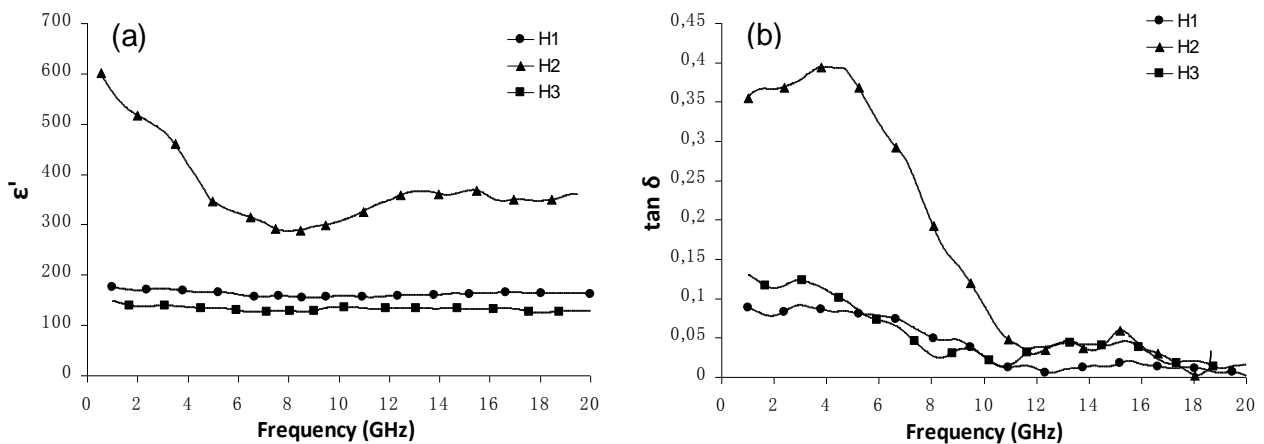 (a)
H1
H2
H3
700
600
500
400
300
200
100
0
ε'
0 2 4 6 8 10 12 14 16 18 20
Frequency (GHz)
(b)
H1
H2
H3
0,45
0,4
0,35
0,3
0,25
0,2
0,15
0,1
0,05
0
tan δ
0 2 4 6 8 10 12 14 16 18 20
Frequency (GHz)